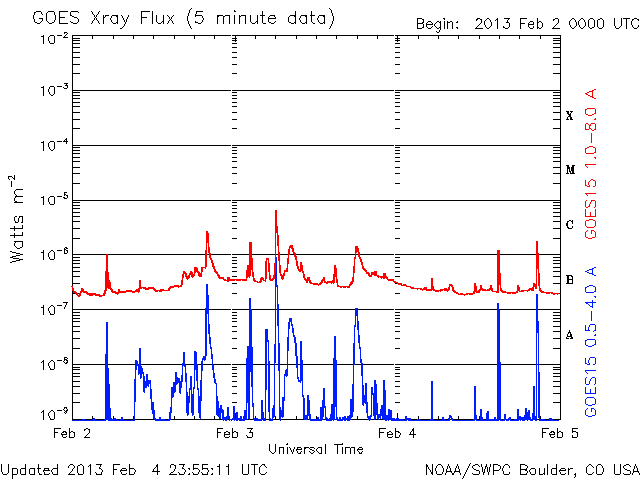 GOES Xray Flux (5 minute data)
Begin: 2013 Feb 2 0000 UTC
10⁻²
10⁻³
10⁻⁴
10⁻⁵
10⁻⁶
10⁻⁷
10⁻⁸
10⁻⁹
Watts m⁻²
X
M
C
B
A
GOES15 1.0-8.0 A
GOES15 0.5-4.0 A
Feb 2
Feb 3
Feb 4
Feb 5
Universal Time
Updated 2013 Feb 4 23:55:11 UTC
NOAA/SWPC Boulder, CO USA